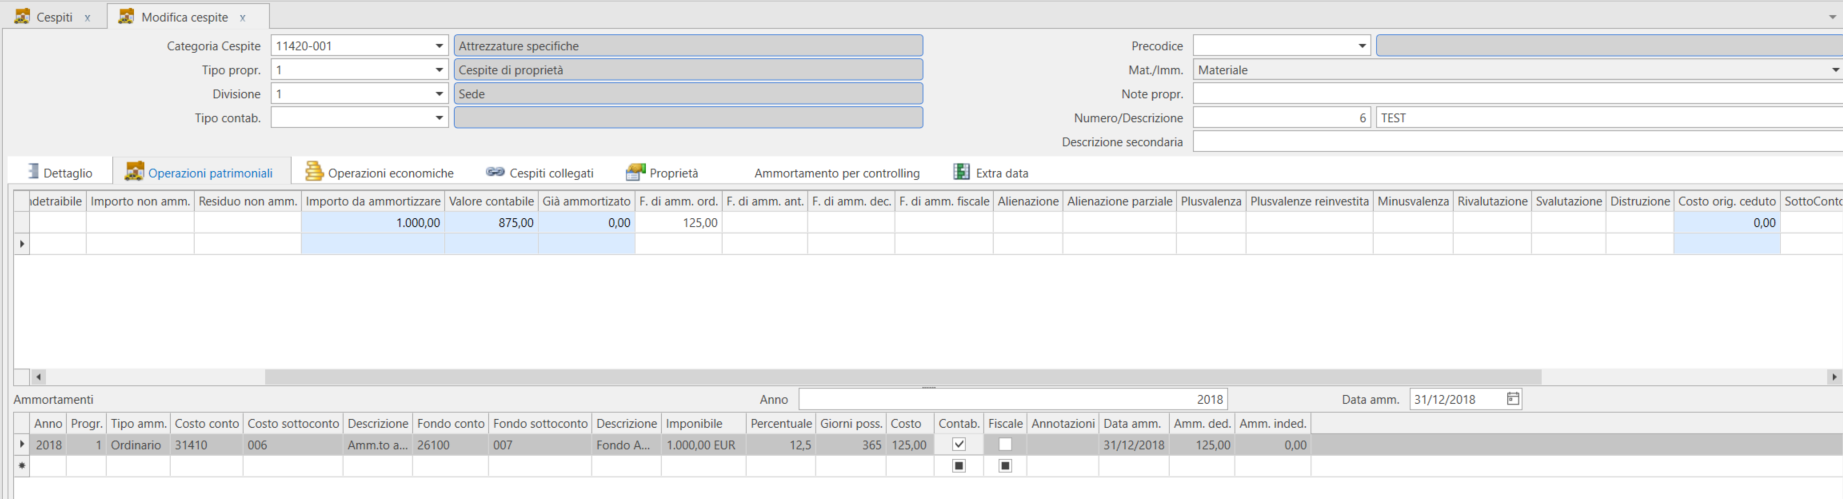 Cespiti x Modifica cespite x
Categoria Cespite 11420-001 Attrezzature specifiche Precodice
Tipo propr. 1 Cespite di proprietà Mat./Imm. Materiale
Divisione 1 Sede Note propr.
Tipo contab. Numero/Descrizione 6 TEST
Descrizione secondaria
Dettaglio Operazioni patrimoniali Operazioni economiche Cespiti collegati Proprietà Ammortamento per controlling Extra data
detraibile Importo non amm. Residuo non amm. Importo da ammortizzare Valore contabile Già ammortizato F. di amm. ord. F. di amm. ant. F. di amm. dec. F. di amm. fiscale Alienazione Alienazione parziale Plusvalenza Plusvalenze reinvestita Minusvalenza Rivalutazione Svalutazione Distruzione Costo orig. ceduto SottoConto
1.000,00 875,00 0,00 125,00 0,00
Ammortamenti Anno 2018 Data amm. 31/12/2018
Anno Progr. Tipo amm. Costo conto Costo sottoconto Descrizione Fondo conto Fondo sottoconto Descrizione Imponibile Percentuale Giorni poss. Costo Contab. Fiscale Annotazioni Data amm. Amm. ded. Amm. inded.
2018 1 Ordinario 31410 006 Amm.to a... 26100 007 Fondo A... 1.000,00 EUR 12,5 365 125,00 31/12/2018 125,00 0,00